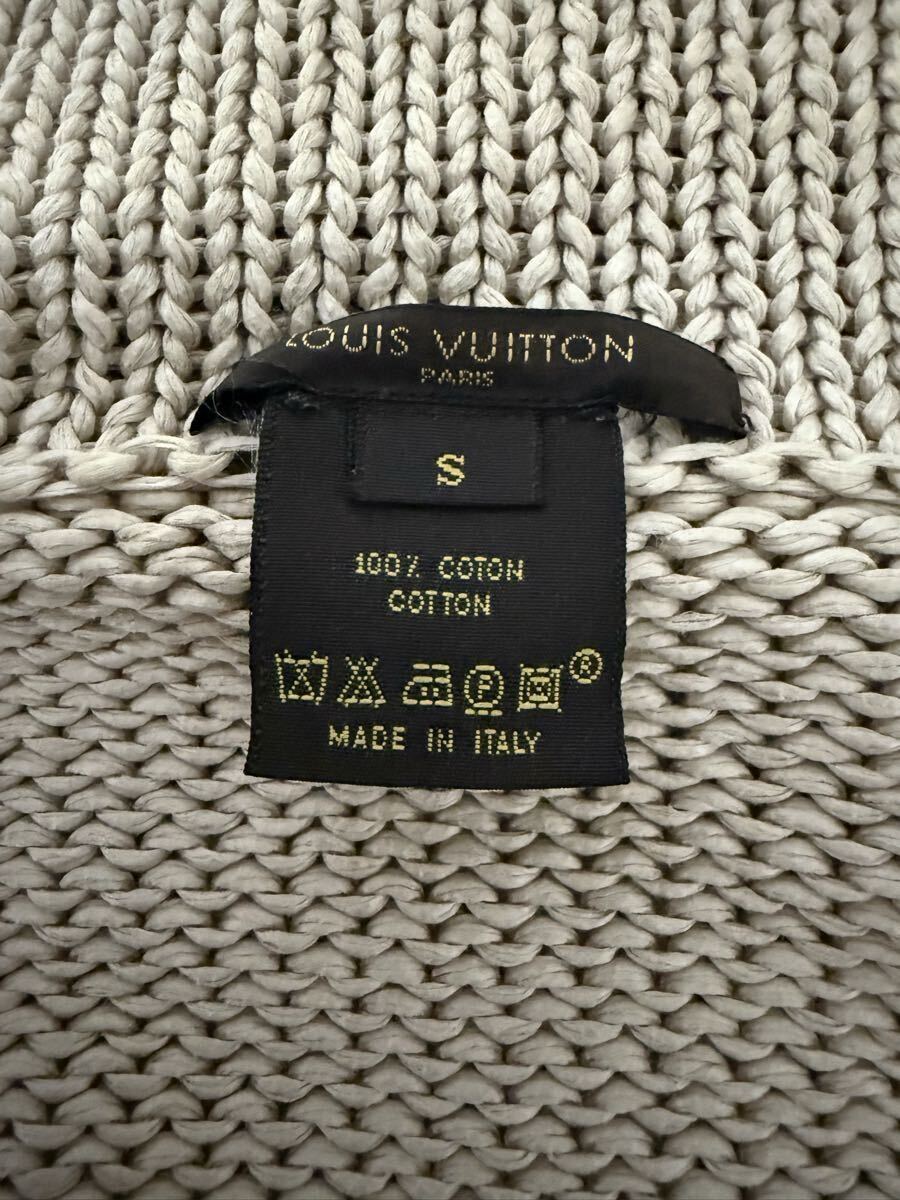 LOUIS VUITTON
PARIS
S
100% COTON
COTTON
P ®
MADE IN ITALY